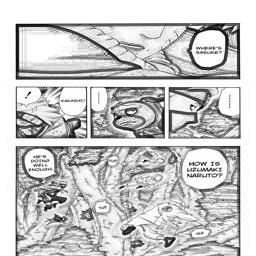 WHERE'S
SASUKE?
!
KAKASHI!
HOW IS
UZUMAKI
NARUTO?
HE'S
DOING
WELL
ENOUGH.